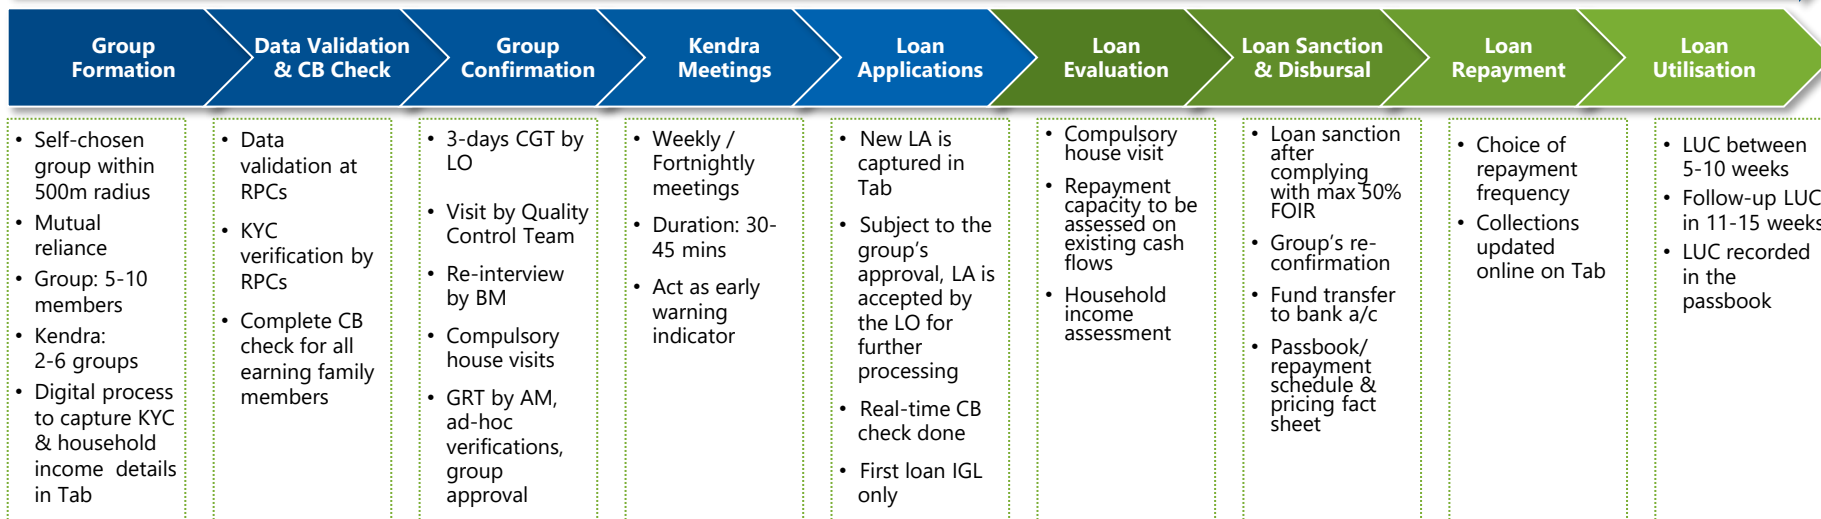 Group
Formation
Data Validation
& CB Check
Group
Confirmation
Kendra
Meetings
Loan
Applications
Loan
Evaluation
Loan Sanction
& Disbursal
Loan
Repayment
Loan
Utilisation
• Self-chosen
group within
500m radius
• Mutual
reliance
• Group: 5-10
members
• Kendra:
2-6 groups
• Digital process
to capture KYC
& household
income details
in Tab
• Data
validation at
RPCs
• KYC
verification by
RPCs
• Complete CB
check for all
earning family
members
• 3-days CGT by
LO
• Visit by Quality
Control Team
• Re-interview
by BM
• Compulsory
house visits
• GRT by AM,
ad-hoc
verifications,
group
approval
• Weekly /
Fortnightly
meetings
• Duration: 30-
45 mins
• Act as early
warning
indicator
• New LA is
captured in
Tab
• Subject to the
group's
approval, LA is
accepted by
the LO for
further
processing
• Real-time CB
check done
• First loan IGL
only
• Compulsory
house visit
• Repayment
capacity to be
assessed on
existing cash
flows
• Household
income
assessment
• Loan sanction
after
complying
with max 50%
FOIR
• Group's re-
confirmation
• Fund transfer
to bank a/c
• Passbook/
repayment
schedule &
pricing fact
sheet
• Choice of
repayment
frequency
• Collections
updated
online on Tab
• LUC between
5-10 weeks
• Follow-up LUC
in 11-15 weeks
• LUC recorded
in the
passbook